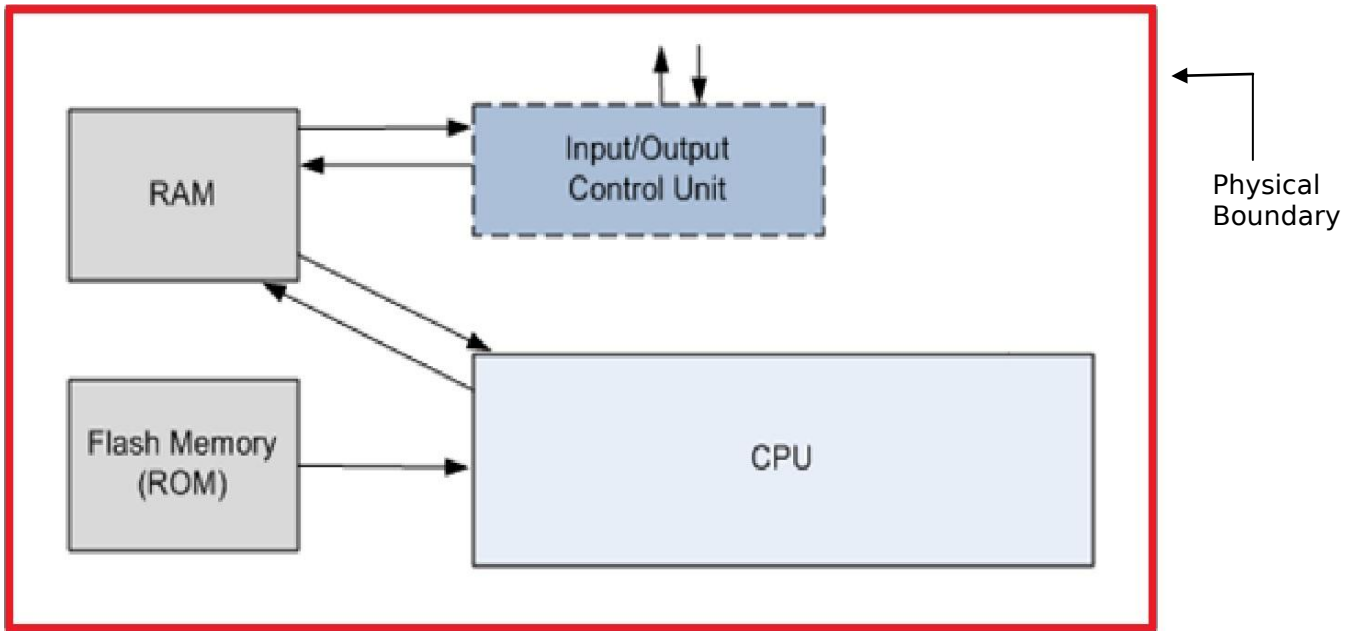 RAM
Input/Output
Control Unit
Physical
Boundary
Flash Memory
(ROM)
CPU